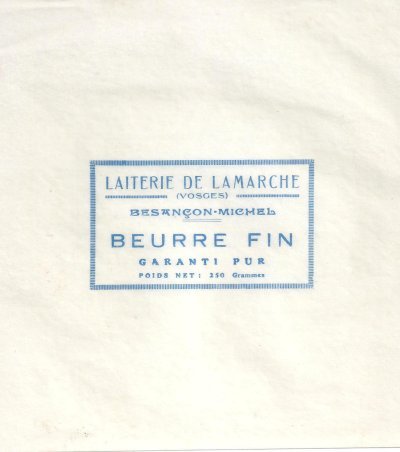 LAITERIE DE LAMARCHE
(VOSGES)
BESANÇON-MICHEL
BEURRE FIN
GARANTI PUR
POIDS NET: 250 Grammes